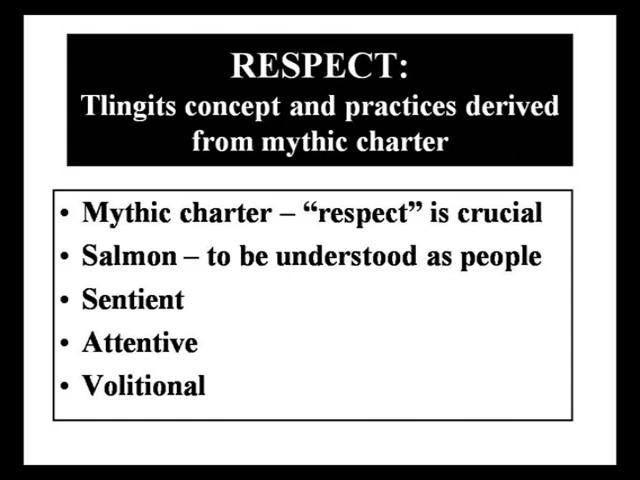 RESPECT:
Tlingits concept and practices derived
from mythic charter
• Mythic charter – “respect” is crucial
• Salmon – to be understood as people
• Sentient
• Attentive
• Volitional